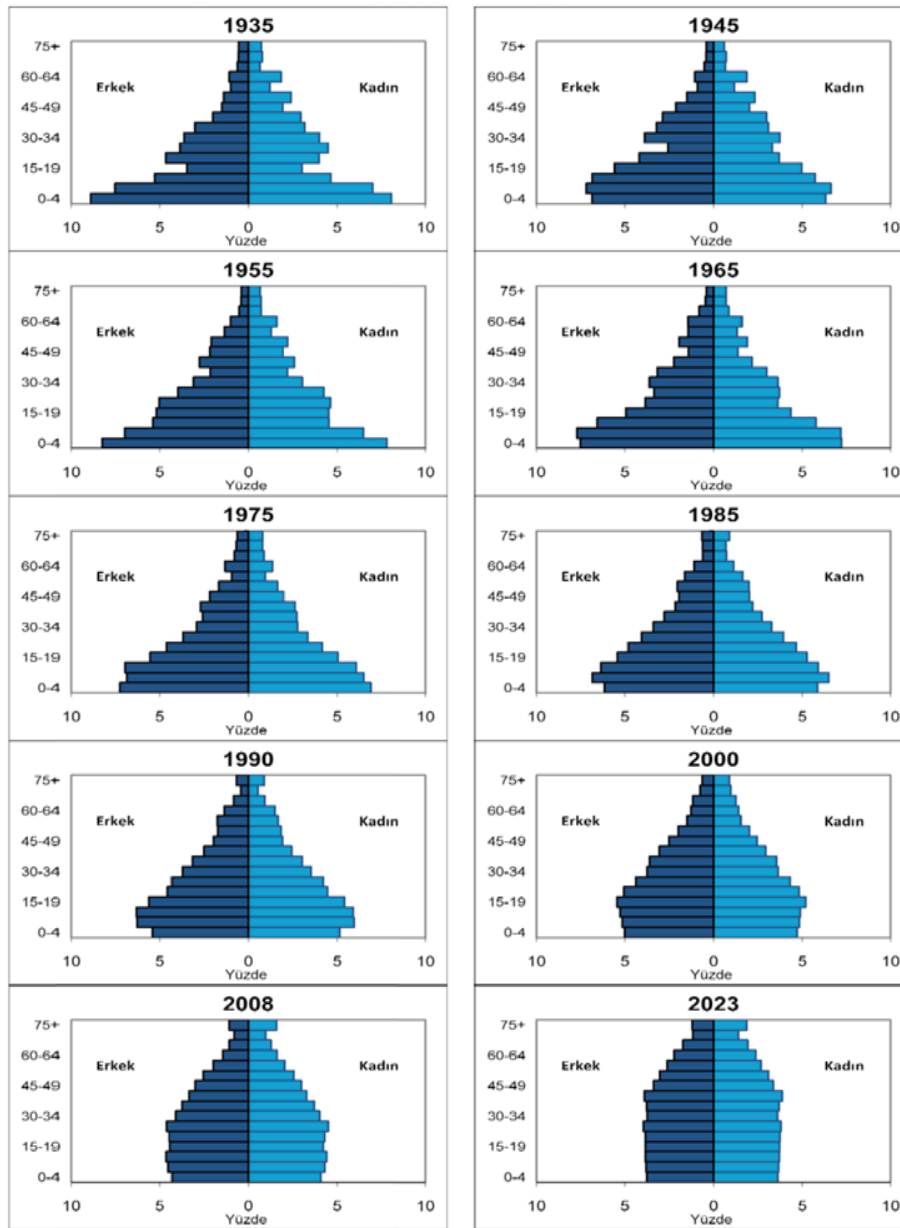 1935
75+
60-64
45-49
30-34
15-19
0-4
Erkek
Kadın
10 5 0 5 10
Yüzde
1945
75+
60-64
45-49
30-34
15-19
0-4
Erkek
Kadın
10 5 0 5 10
Yüzde
1955
75+
60-64
45-49
30-34
15-19
0-4
Erkek
Kadın
10 5 0 5 10
Yüzde
1965
75+
60-64
45-49
30-34
15-19
0-4
Erkek
Kadın
10 5 0 5 10
Yüzde
1975
75+
60-64
45-49
30-34
15-19
0-4
Erkek
Kadın
10 5 0 5 10
Yüzde
1985
75+
60-64
45-49
30-34
15-19
0-4
Erkek
Kadın
10 5 0 5 10
Yüzde
1990
75+
60-64
45-49
30-34
15-19
0-4
Erkek
Kadın
10 5 0 5 10
Yüzde
2000
75+
60-64
45-49
30-34
15-19
0-4
Erkek
Kadın
10 5 0 5 10
Yüzde
2008
75+
60-64
45-49
30-34
15-19
0-4
Erkek
Kadın
10 5 0 5 10
Yüzde
2023
75+
60-64
45-49
30-34
15-19
0-4
Erkek
Kadın
10 5 0 5 10
Yüzde